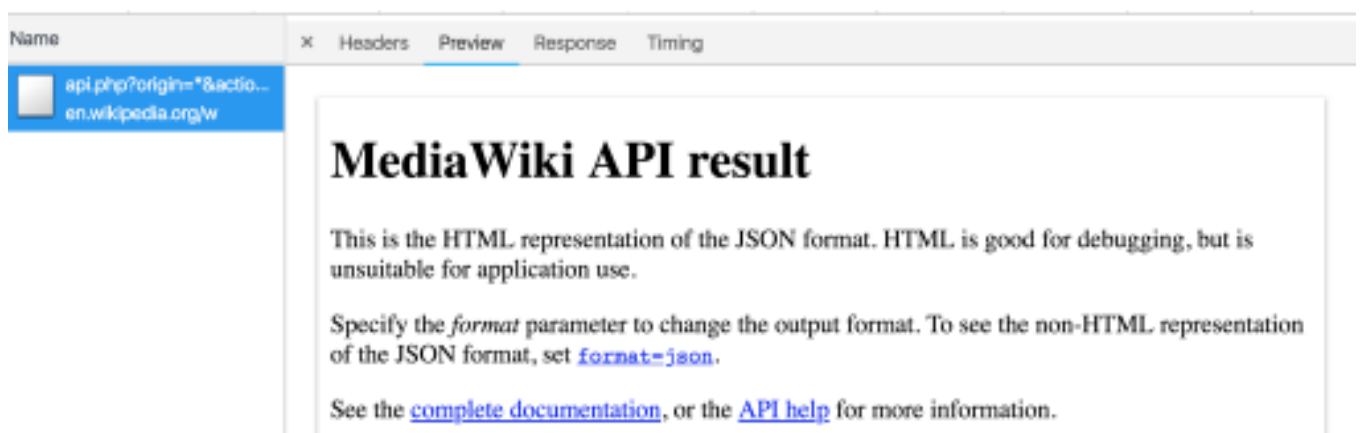 Name
× Headers Preview Response Timing
api.php?origin=*&actio...
en.wikipedia.org/w
MediaWiki API result
This is the HTML representation of the JSON format. HTML is good for debugging, but is
unsuitable for application use.
Specify the format parameter to change the output format. To see the non-HTML representation
of the JSON format, set format=json.
See the complete documentation, or the API help for more information.